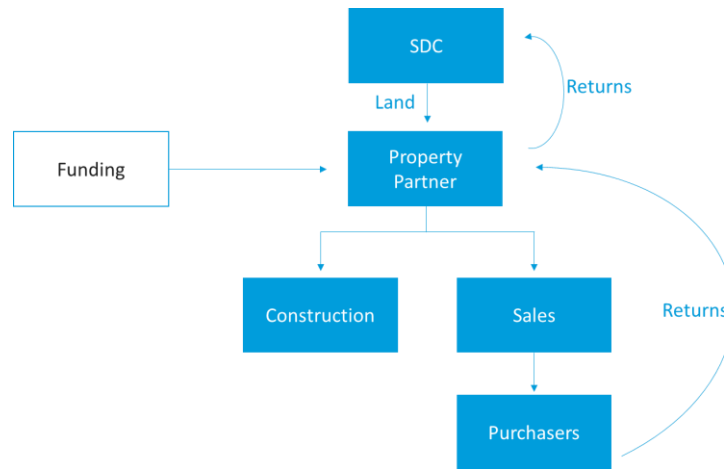 SDC
Returns
Land
Property
Partner
Funding
Construction
Sales
Returns
Purchasers